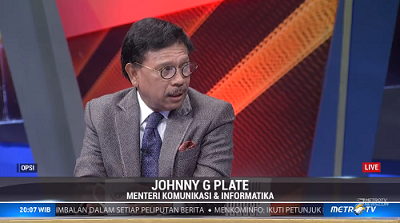 OPSI
LIVE
JOHNNY G PLATE
MENTERI KOMUNIKASI & INFORMATIKA
METROTV
20:07 WIB IMBALAN DALAM SETIAP PELIPUTAN BERITA • MENKOMINFO: IKUTI PETUNJUK METRO TV